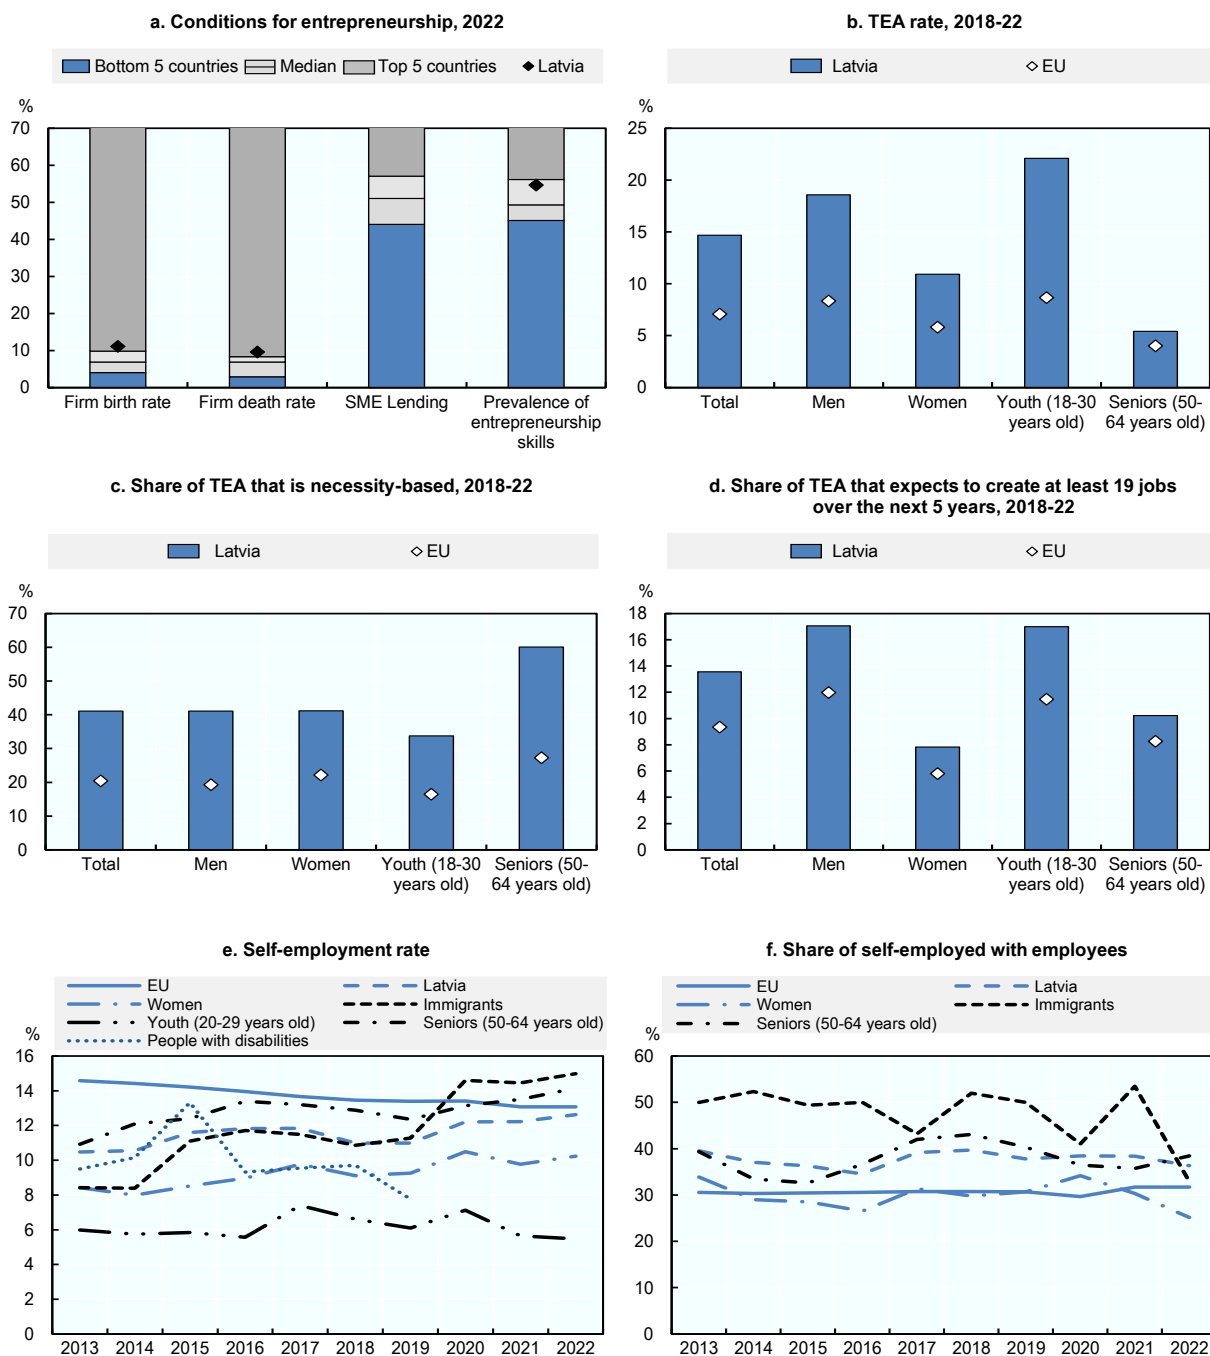 a. Conditions for entrepreneurship, 2022
Bottom 5 countries
Median
Top 5 countries
Latvia
%
70
60
50
40
30
20
10
0
Firm birth rate
Firm death rate
SME Lending
Prevalence of
entrepreneurship
skills
b. TEA rate, 2018-22
Latvia
EU
%
25
20
15
10
5
0
Total
Men
Women
Youth (18-30
years old)
Seniors (50-
64 years old)
c. Share of TEA that is necessity-based, 2018-22
Latvia
EU
%
70
60
50
40
30
20
10
0
Total
Men
Women
Youth (18-30
years old)
Seniors (50-
64 years old)
d. Share of TEA that expects to create at least 19 jobs
over the next 5 years, 2018-22
Latvia
EU
%
18
16
14
12
10
8
6
4
2
0
Total
Men
Women
Youth (18-30
years old)
Seniors (50-
64 years old)
e. Self-employment rate
EU
Latvia
Women
Immigrants
Youth (20-29 years old)
Seniors (50-64 years old)
People with disabilities
%
16
14
12
10
8
6
4
2
0
2013 2014 2015 2016 2017 2018 2019 2020 2021 2022
f. Share of self-employed with employees
EU
Latvia
Women
Immigrants
Seniors (50-64 years old)
%
60
50
40
30
20
10
0
2013 2014 2015 2016 2017 2018 2019 2020 2021 2022